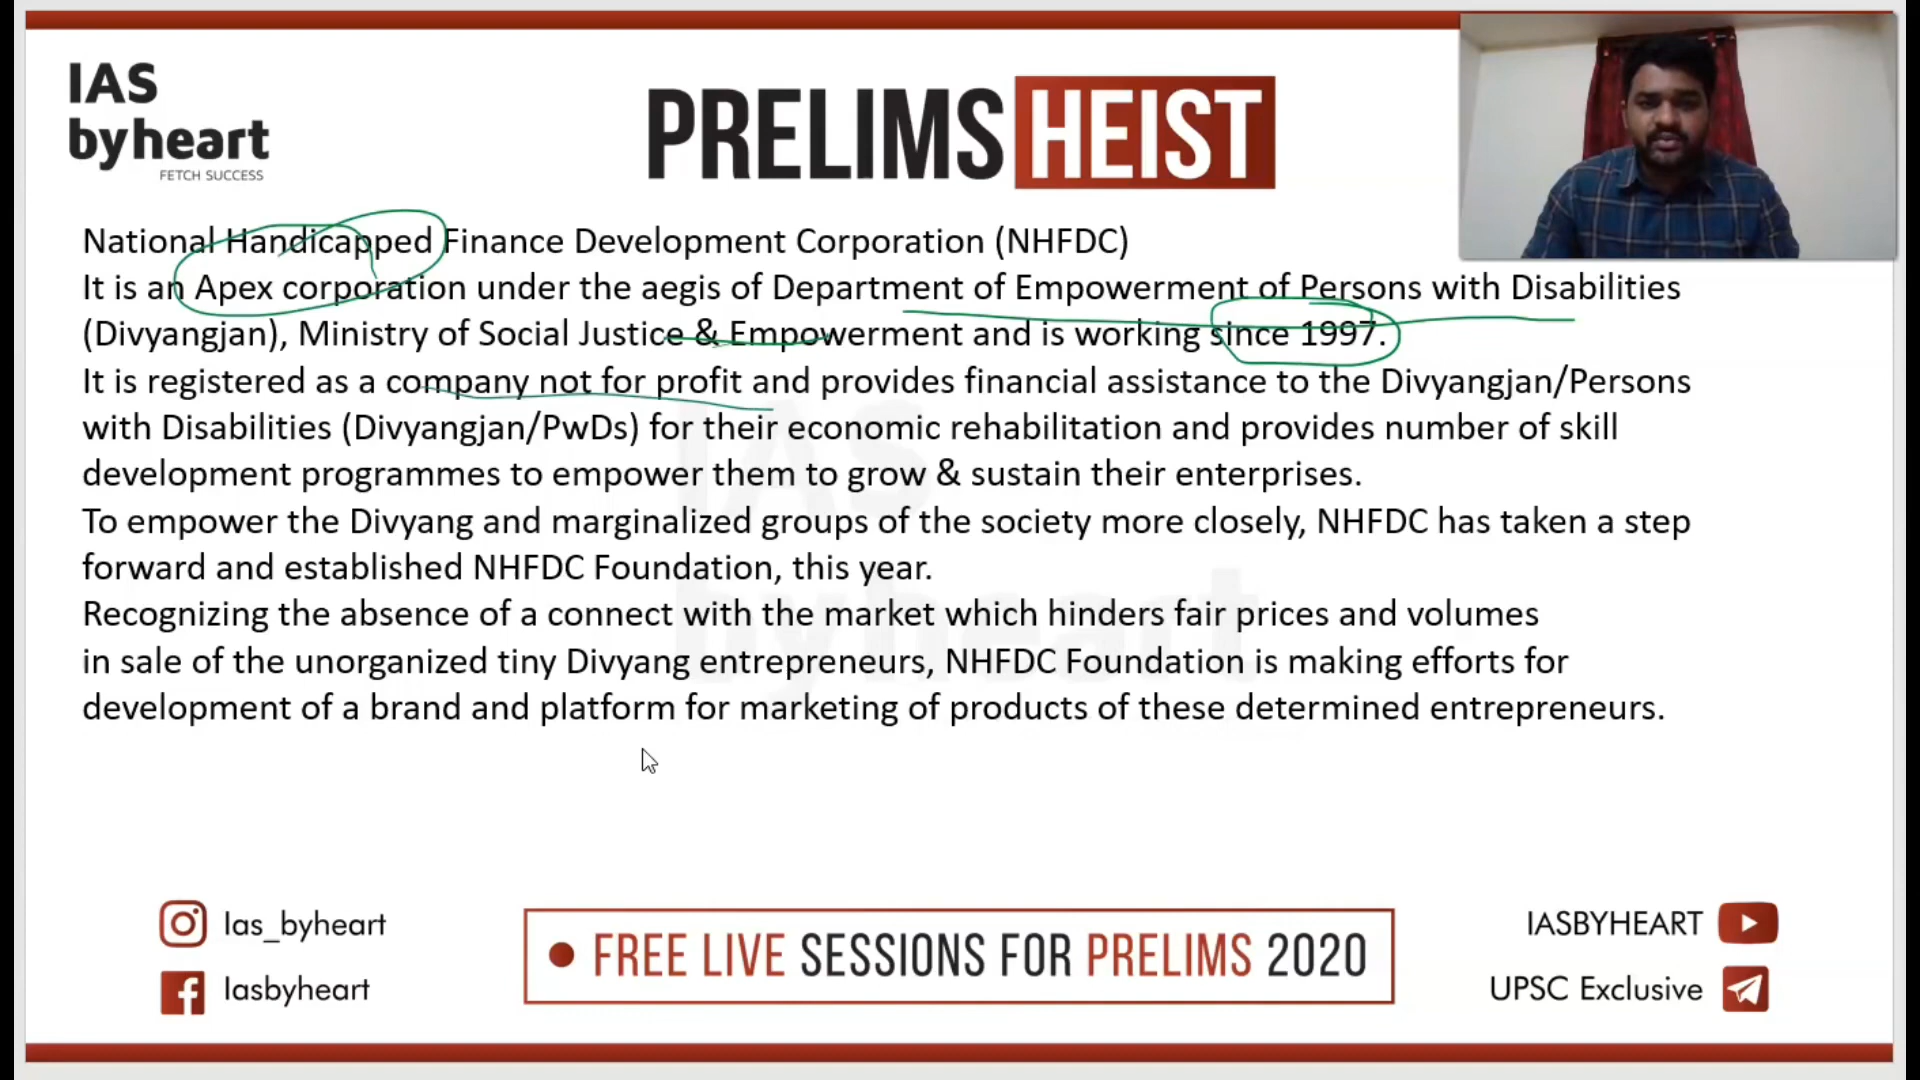 IAS
byheart
FETCH SUCCESS
PRELIMS HEIST
National Handicapped Finance Development Corporation (NHFDC)
It is an Apex corporation under the aegis of Department of Empowerment of Persons with Disabilities
(Divyangjan), Ministry of Social Justice & Empowerment and is working since 1997.
It is registered as a company not for profit and provides financial assistance to the Divyangjan/Persons
with Disabilities (Divyangjan/PwDs) for their economic rehabilitation and provides number of skill
development programmes to empower them to grow & sustain their enterprises.
To empower the Divyang and marginalized groups of the society more closely, NHFDC has taken a step
forward and established NHFDC Foundation, this year.
Recognizing the absence of a connect with the market which hinders fair prices and volumes
in sale of the unorganized tiny Divyang entrepreneurs, NHFDC Foundation is making efforts for
development of a brand and platform for marketing of products of these determined entrepreneurs.
IAS
byheart
Ias_byheart
Iasbyheart
• FREE LIVE SESSIONS FOR PRELIMS 2020
IASBYHEART
UPSC Exclusive